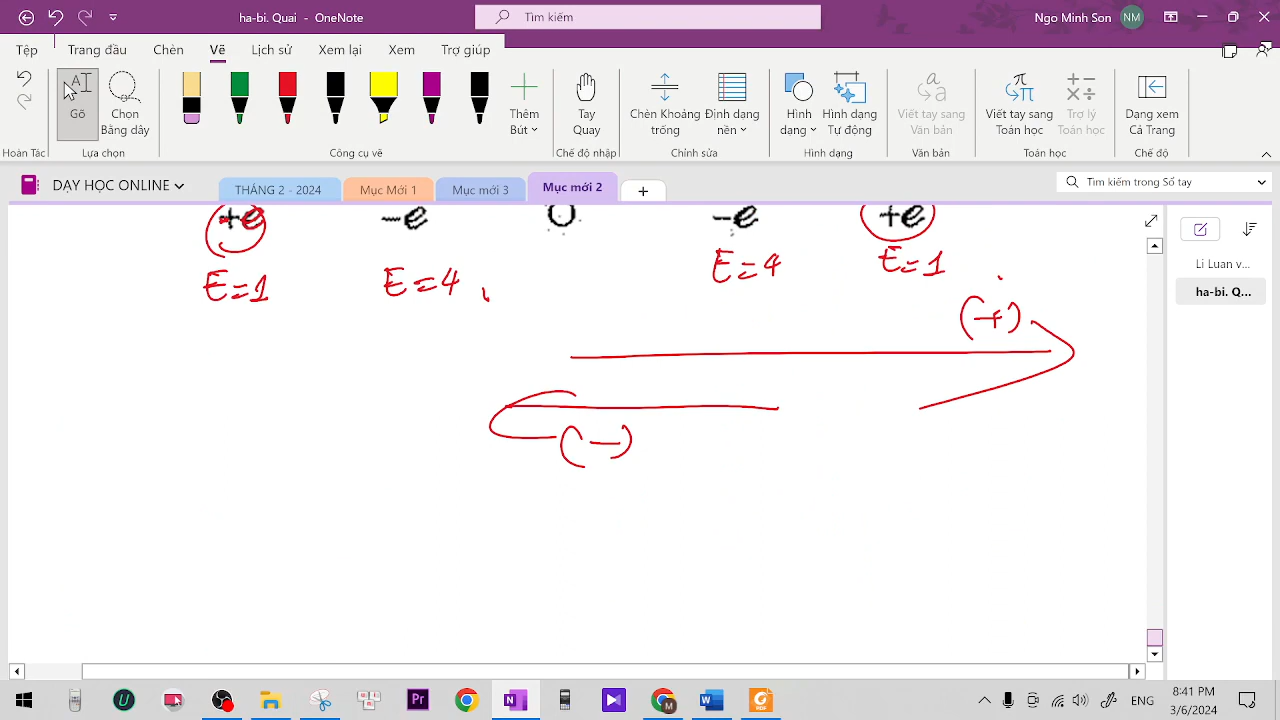 ha-bi. Quai - OneNote
Tìm kiếm
Ngo Minh Son
NM
Tệp Trang đầu Chèn Vẽ Lịch sử Xem lại Xem Trợ giúp
Gõ
Chọn Bằng dây
Thêm Bút
Tay Quay
Chèn Khoảng trống
Định dạng nền
Hình dạng
Hình dạng Tự động
Viết tay sang Văn bản
Viết tay sang Toán học
Trợ lý Toán học
Dạng xem Cả Trang
Hoàn Tác
Lựa chọn
Công cụ vẽ
Chế độ nhập
Chỉnh sửa
Hình dạng
Văn bản
Toán học
Chế độ
DẠY HỌC ONLINE
THÁNG 2 - 2024
Mục Mới 1
Mục mới 3
Mục mới 2
+
Tìm kiếm trong Sổ tay
+e -e 0 -e +e
E=1 E=4 E=4 E=1
(+)
(-)
Li Luan v...
ha-bi. Q...
ENG
8:41 PM
3/6/2024